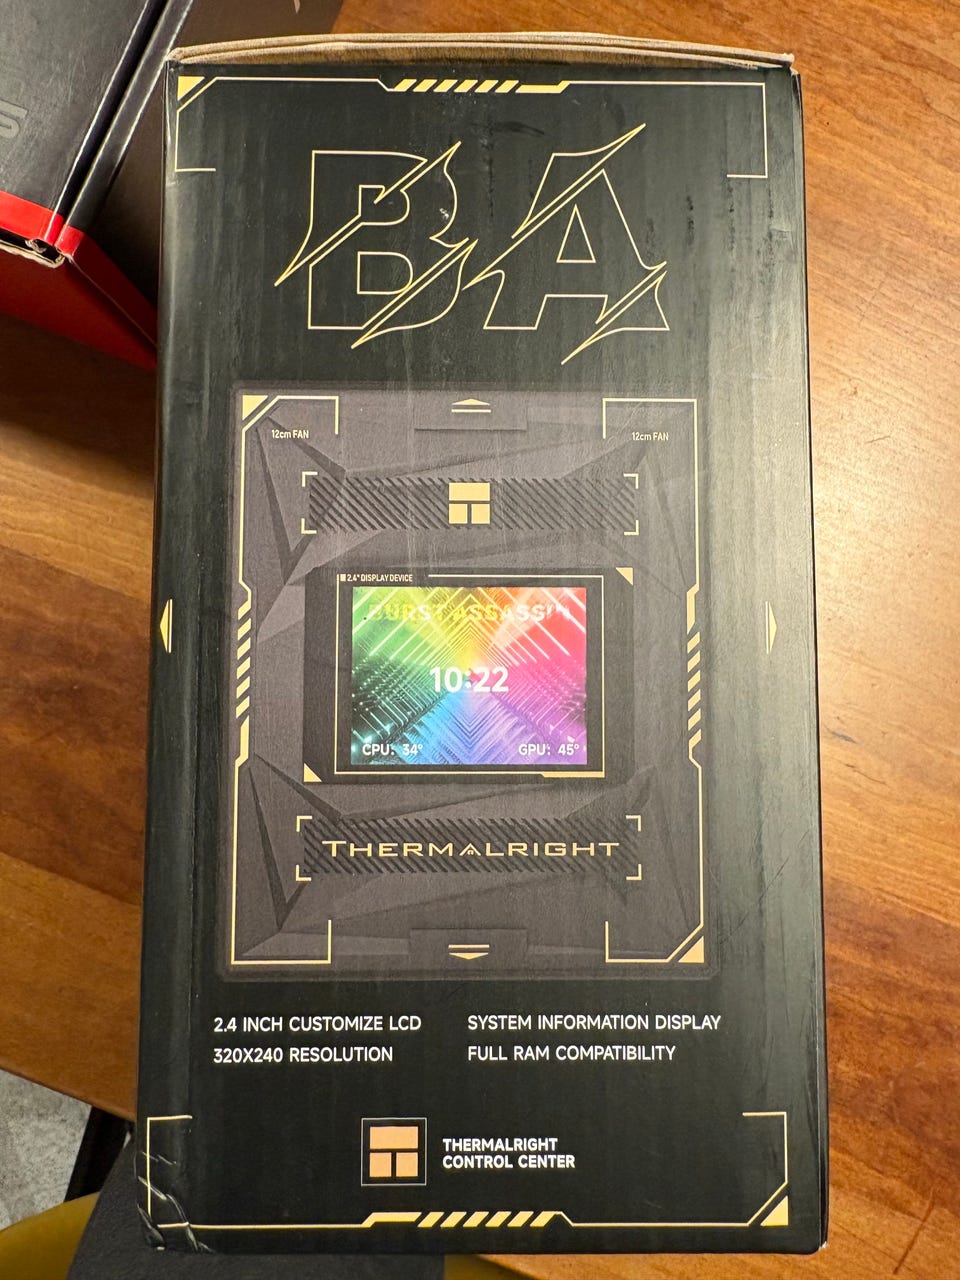 BA
12cm FAN
12cm FAN
2.4" DISPLAY DEVICE
BURST ASSASSIN
10:22
CPU: 34° GPU: 45°
THERMALRIGHT
2.4 INCH CUSTOMIZE LCD
SYSTEM INFORMATION DISPLAY
320X240 RESOLUTION
FULL RAM COMPATIBILITY
THERMALRIGHT
CONTROL CENTER